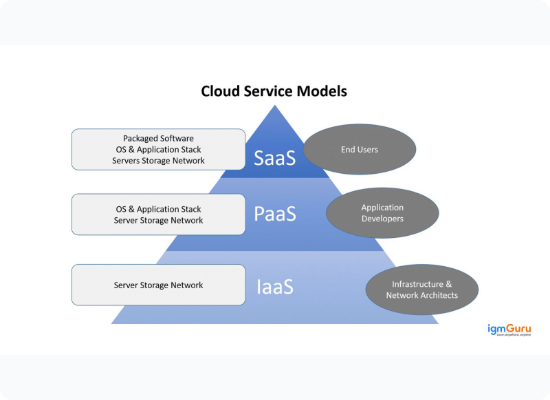 Cloud Service Models
Packaged Software
OS & Application Stack
Servers Storage Network
SaaS
End Users
OS & Application Stack
Server Storage Network
PaaS
Application
Developers
Server Storage Network
IaaS
Infrastructure &
Network Architects
igmGuru